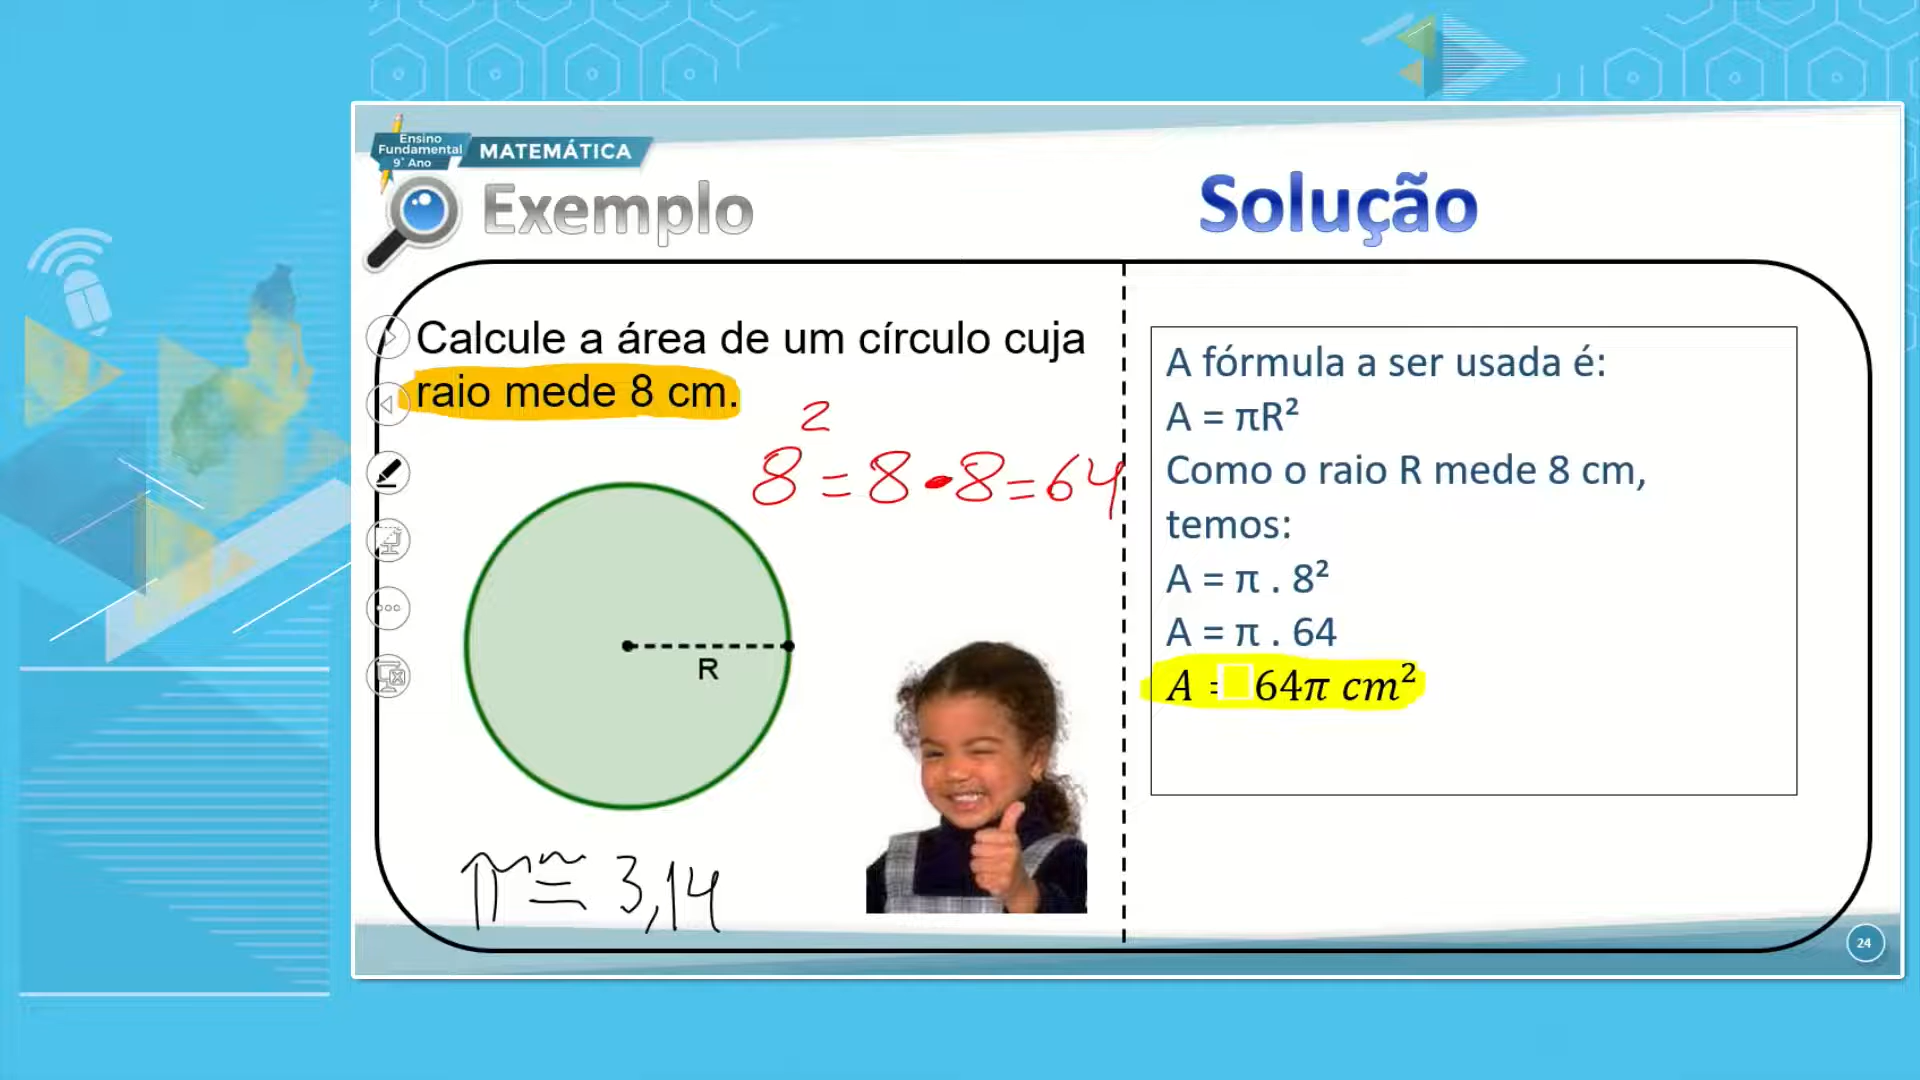 Ensino
Fundamental
9° Ano
MATEMÁTICA
Exemplo
Calcule a área de um círculo cuja
raio mede 8 cm.
8² = 8 • 8 = 64
R
π ≅ 3,14
Solução
A fórmula a ser usada é:
A = πR²
Como o raio R mede 8 cm,
temos:
A = π . 8²
A = π . 64
A = 64π cm²
24